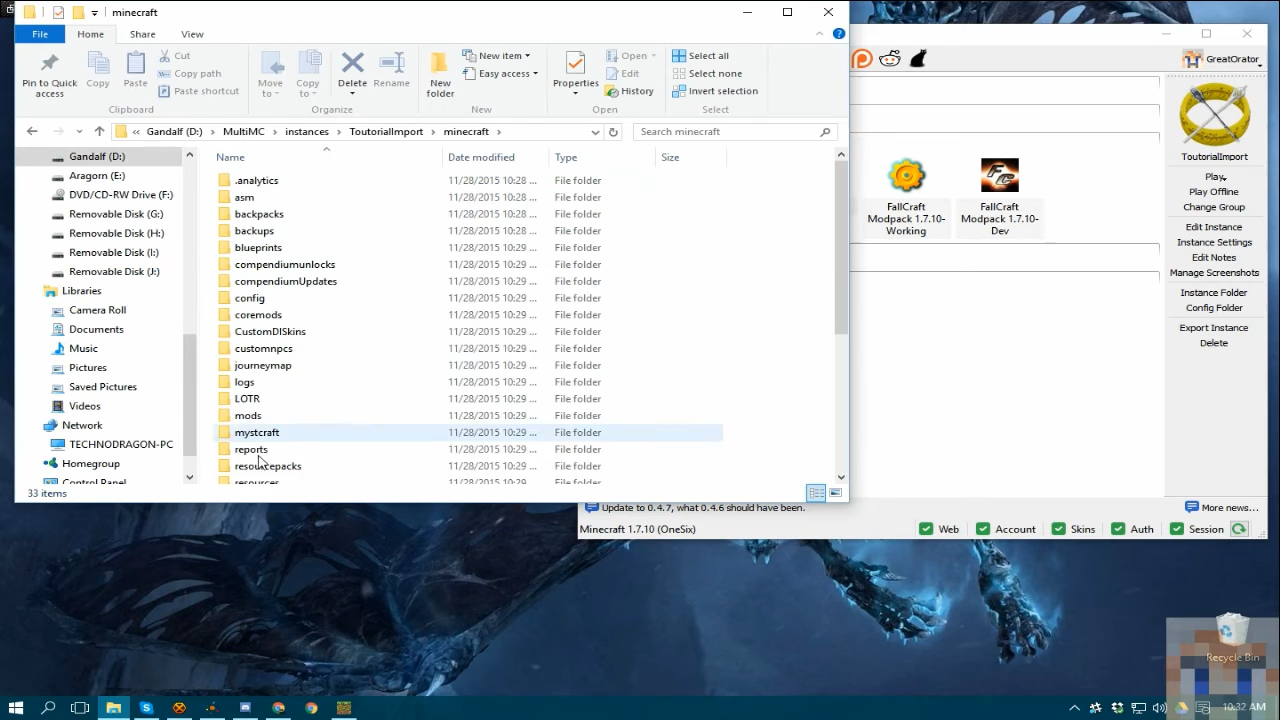 minecraft
File Home Share View
Pin to Quick access
Copy
Paste
Cut
Copy path
Paste shortcut
Clipboard
Move to
Copy to
Delete
Rename
Organize
New folder
New item
Easy access
New
Properties
Open
Edit
History
Open
Select all
Select none
Invert selection
Select
« Gandalf (D:) > MultiMC > instances > ToutorialImport > minecraft >
Search minecraft
Gandalf (D:)
Aragorn (E:)
DVD/CD-RW Drive (F:)
Removable Disk (G:)
Removable Disk (H:)
Removable Disk (I:)
Removable Disk (J:)
Libraries
Camera Roll
Documents
Music
Pictures
Saved Pictures
Videos
Network
TECHNODRAGON-PC
Homegroup
Control Panel
Name Date modified Type Size
.analytics 11/28/2015 10:28 ... File folder
asm 11/28/2015 10:28 ... File folder
backpacks 11/28/2015 10:28 ... File folder
backups 11/28/2015 10:28 ... File folder
blueprints 11/28/2015 10:29 ... File folder
compendiumunlocks 11/28/2015 10:29 ... File folder
compendiumUpdates 11/28/2015 10:29 ... File folder
config 11/28/2015 10:29 ... File folder
coremods 11/28/2015 10:29 ... File folder
CustomDISkins 11/28/2015 10:29 ... File folder
customnpcs 11/28/2015 10:29 ... File folder
journeymap 11/28/2015 10:29 ... File folder
logs 11/28/2015 10:29 ... File folder
LOTR 11/28/2015 10:29 ... File folder
mods 11/28/2015 10:29 ... File folder
mystcraft 11/28/2015 10:29 ... File folder
reports 11/28/2015 10:29 ... File folder
resourcepacks 11/28/2015 10:29 ... File folder
resources 11/28/2015 10:29 ... File folder
33 items
GreatOrator
FallCraft Modpack 1.7.10-Working
FC
FallCraft Modpack 1.7.10-Dev
ToutorialImport
Play
Play Offline
Change Group
Edit Instance
Instance Settings
Edit Notes
Manage Screenshots
Instance Folder
Config Folder
Export Instance
Delete
Update to 0.4.7, what 0.4.6 should have been.
More news...
Minecraft 1.7.10 (OneSix)
Web Account Skins Auth Session
Recycle Bin
10:32 AM